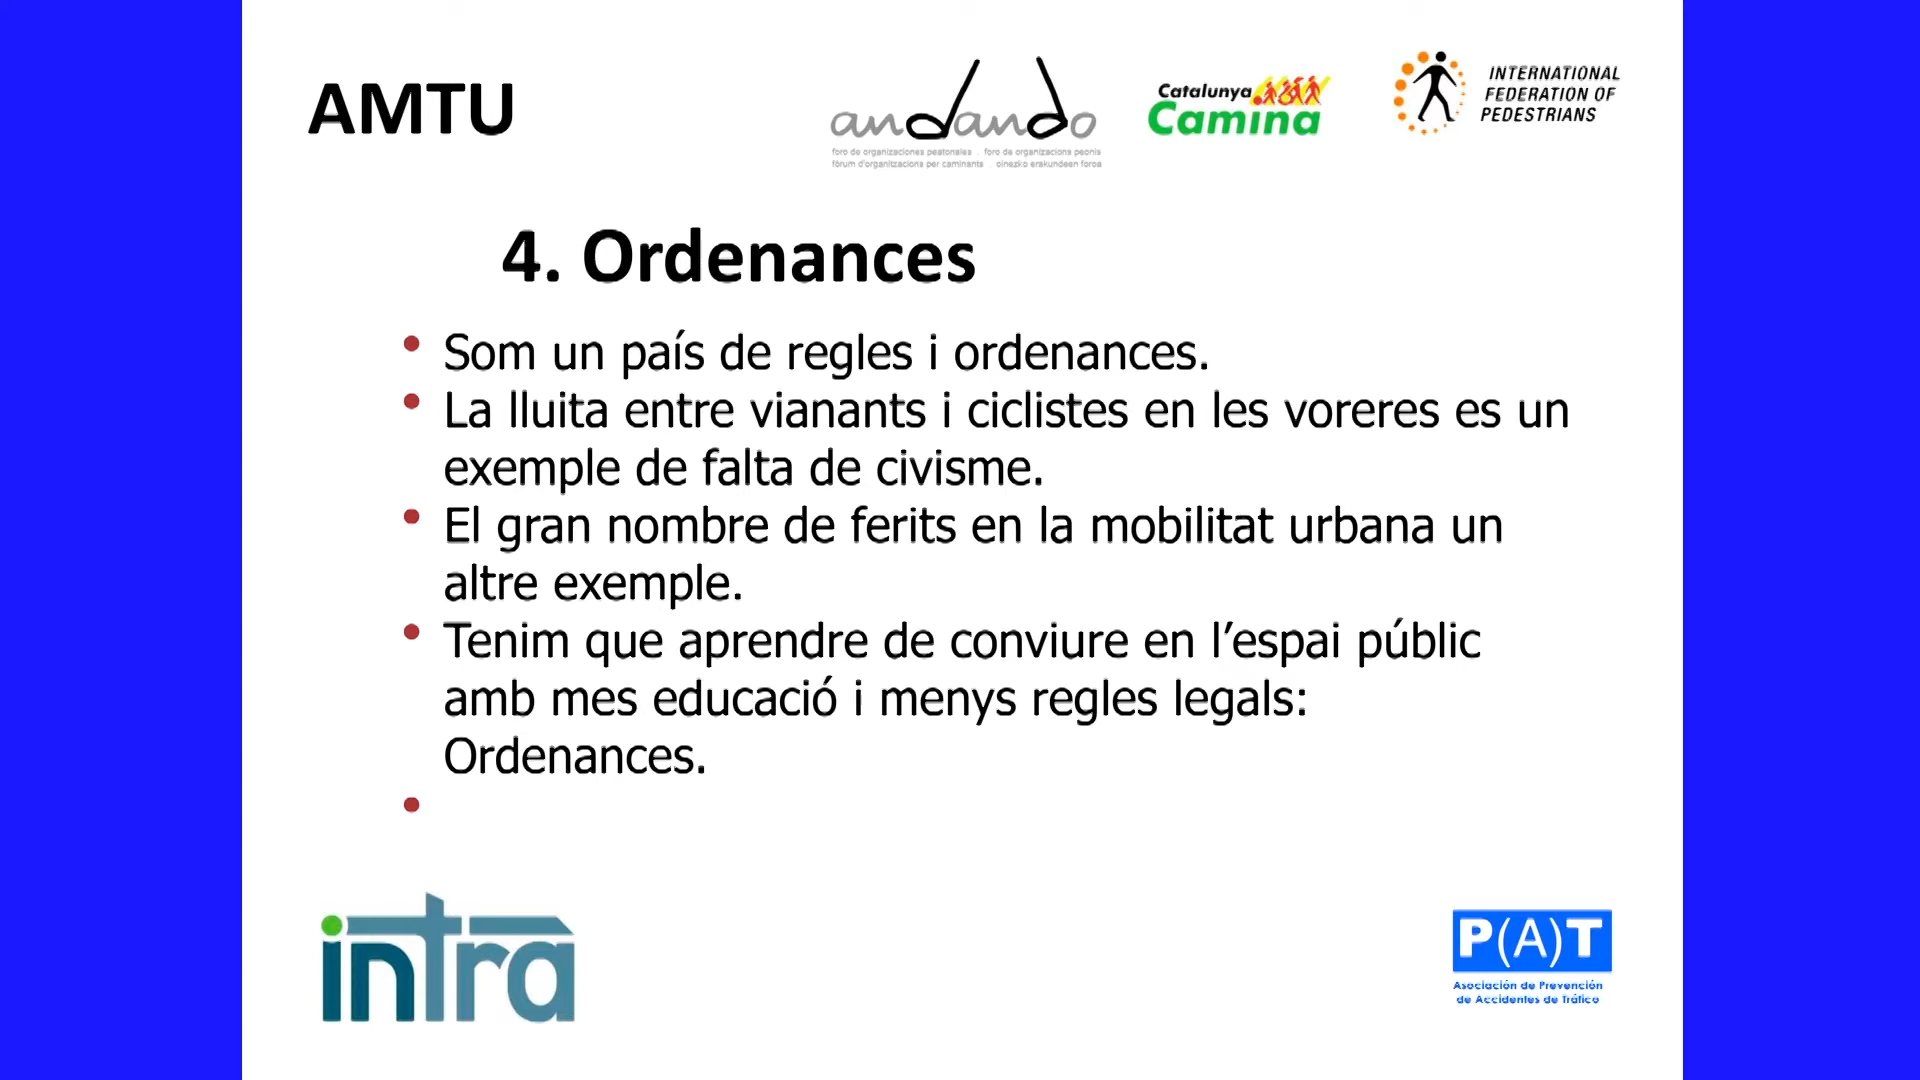 AMTU
andando
foro de organizaciones peatonales foro de organizacions peonís
fòrum d'organitzacions per caminants oinezko erakundeen foroa
Catalunya
Camina
INTERNATIONAL
FEDERATION OF
PEDESTRIANS
4. Ordenances
• Som un país de regles i ordenances.
• La lluita entre vianants i ciclistes en les voreres es un
exemple de falta de civisme.
• El gran nombre de ferits en la mobilitat urbana un
altre exemple.
• Tenim que aprendre de conviure en l’espai públic
amb mes educació i menys regles legals:
Ordenances.
•
intra
P(A)T
Asociación de Prevención
de Accidentes de Tráfico